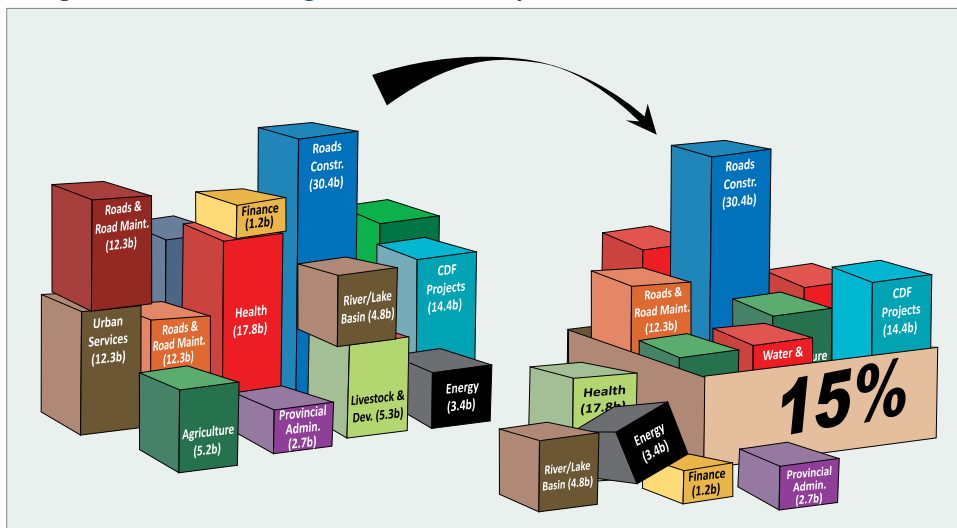 Roads
Constr.
(30.4b)
Roads &
Road Maint.
(12.3b)
Finance
(1.2b)
Health
(17.8b)
River/Lake
Basin (4.8b)
CDF
Projects
(14.4b)
Urban
Services
(12.3b)
Roads &
Road Maint.
(12.3b)
Agriculture
(5.2b)
Provincial
Admin.
(2.7b)
Livestock &
Dev. (5.3b)
Energy
(3.4b)
Roads
Constr.
(30.4b)
Roads &
Road Maint.
(12.3b)
CDF
Projects
(14.4b)
Water &
15%
Health
(17.8b)
Energy
(3.4b)
River/Lake
Basin (4.8b)
Finance
(1.2b)
Provincial
Admin.
(2.7b)